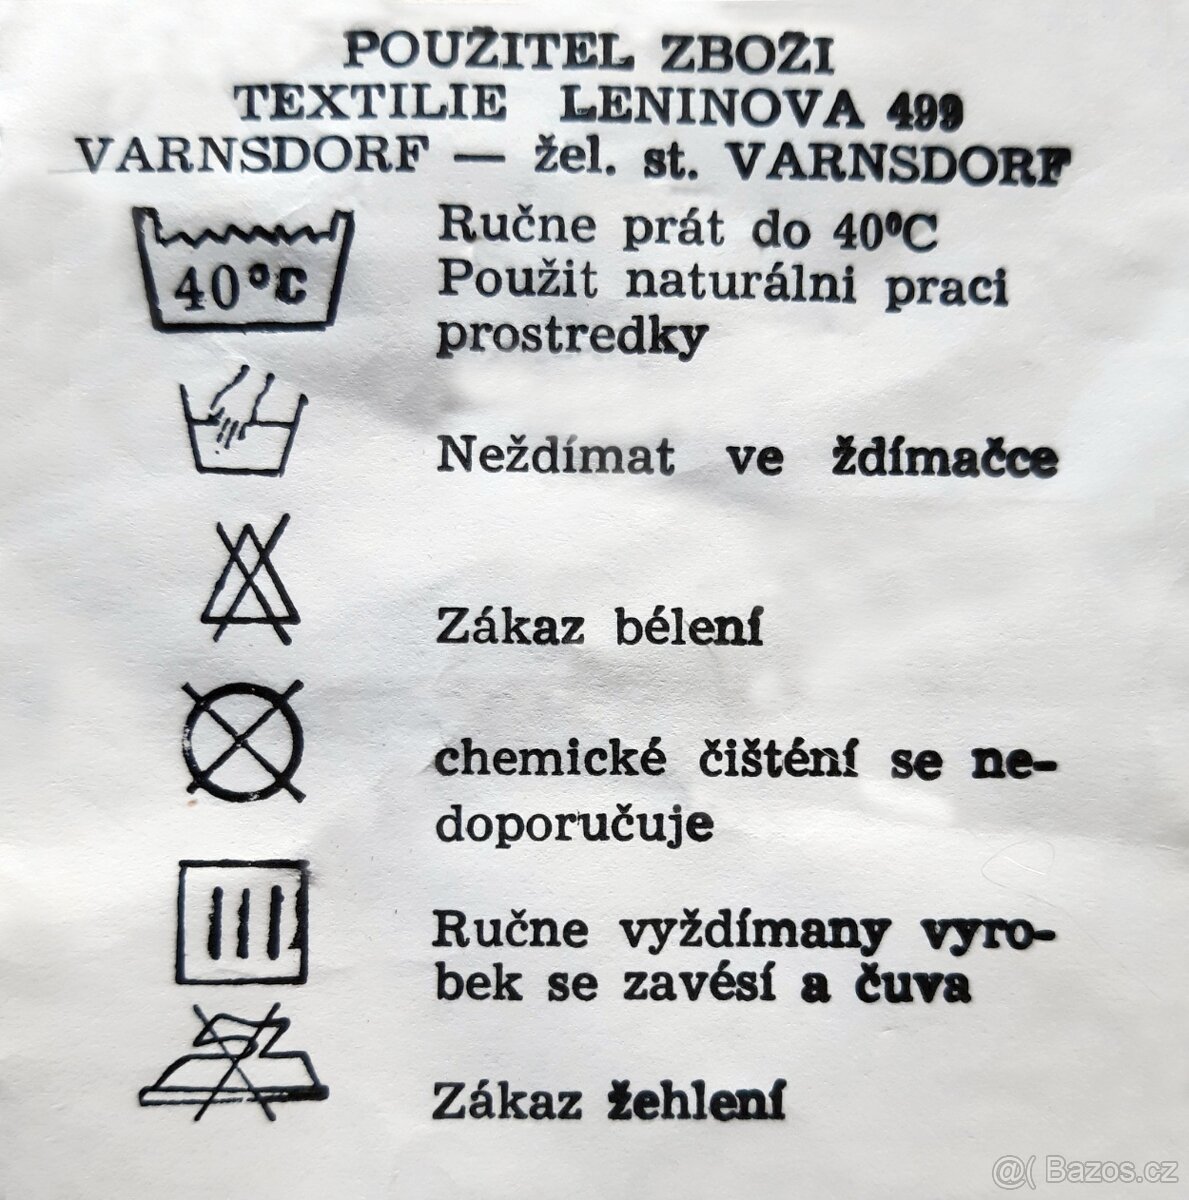 POUŽITEL ZBOŽI
TEXTILIE LENINOVA 499
VARNSDORF — žel. st. VARNSDORF
40°C
Ručne prát do 40°C
Použit naturálni praci
prostredky
Neždímat ve ždímačce
Zákaz bélení
chemické čišténí se ne-
doporučuje
Ručne vyždímany vyro-
bek se zavésí a čuva
Zákaz žehlení
@( Bazos.cz